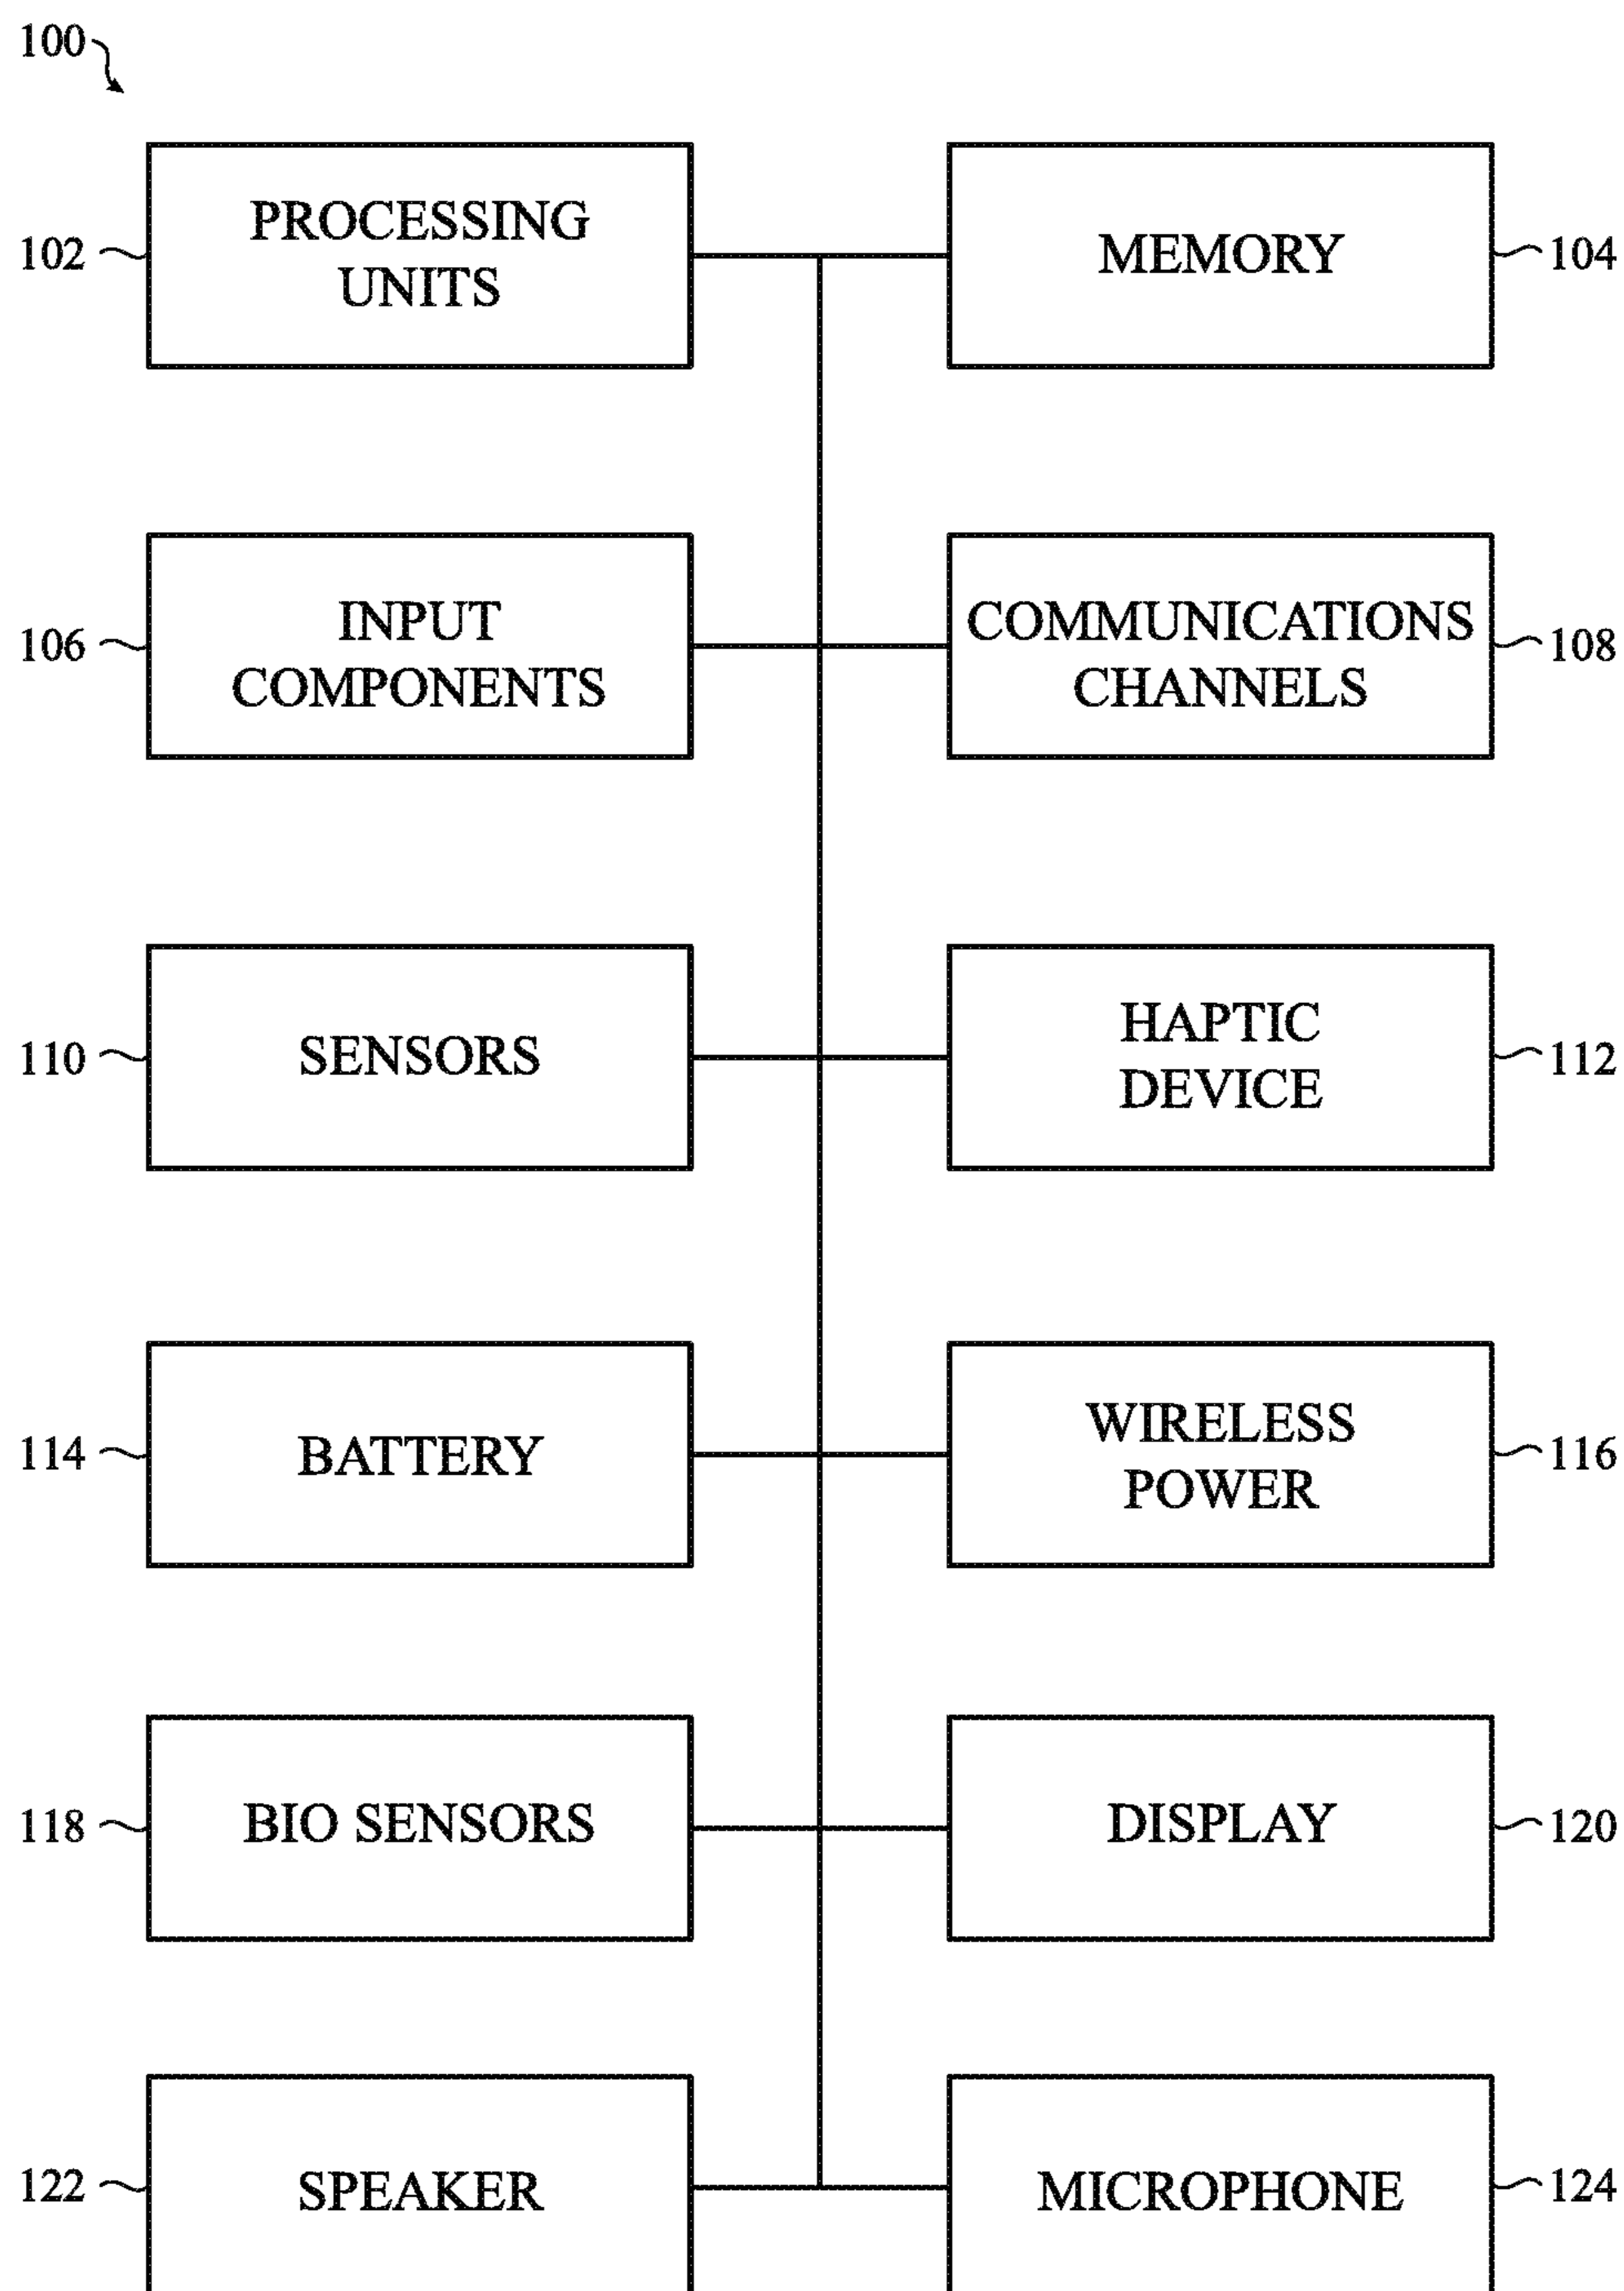 100
102
PROCESSING
UNITS
MEMORY
104
106
INPUT
COMPONENTS
COMMUNICATIONS
CHANNELS
108
110
SENSORS
HAPTIC
DEVICE
112
114
BATTERY
WIRELESS
POWER
116
118
BIO SENSORS
DISPLAY
120
122
SPEAKER
MICROPHONE
124